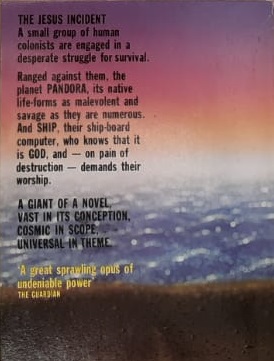 THE JESUS INCIDENT
A small group of human
colonists are engaged in a
desperate struggle for survival.
Ranged against them, the
planet PANDORA, its native
life-forms as malevolent and
savage as they are numerous.
And SHIP, their ship-board
computer, who knows that it
is GOD, and — on pain of
destruction — demands their
worship.
A GIANT OF A NOVEL,
VAST IN ITS CONCEPTION,
COSMIC IN SCOPE,
UNIVERSAL IN THEME.
'A great sprawling opus of
undeniable power'
THE GUARDIAN